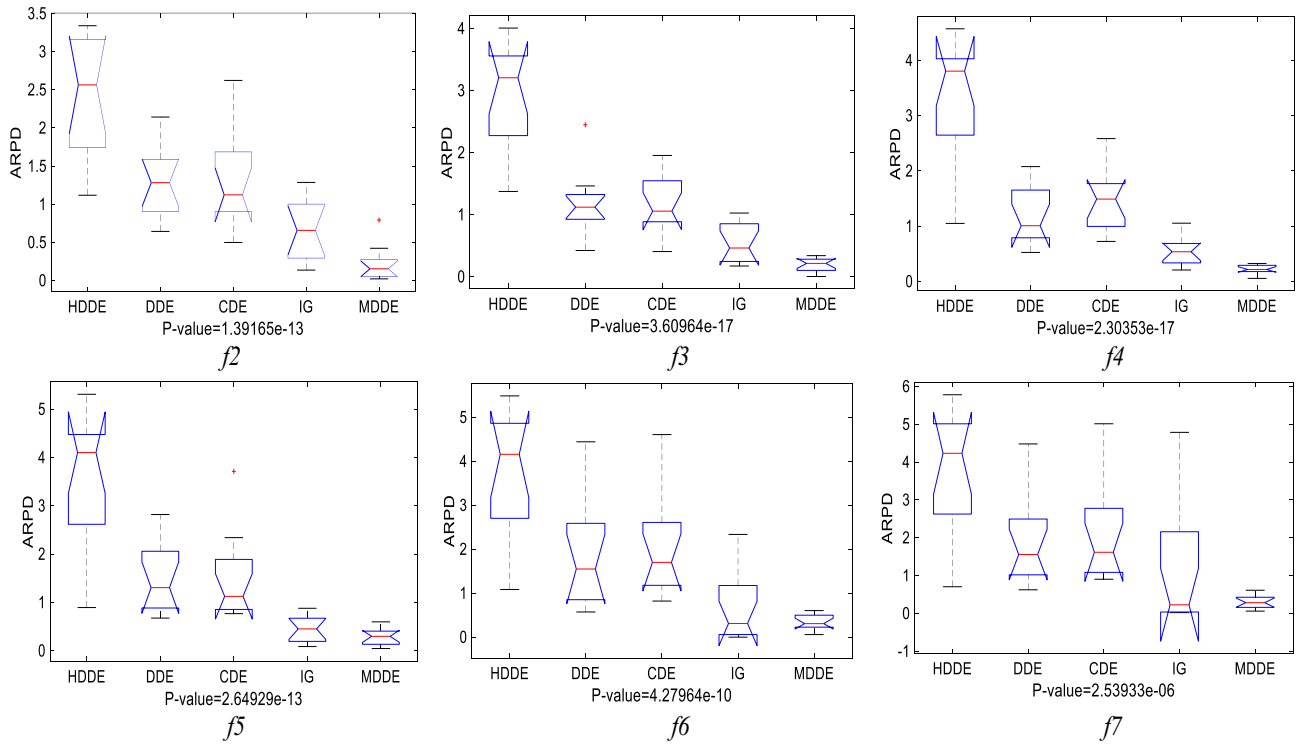 3.5
3
2.5
2
1.5
1
0.5
0
ARPD
HDDE DDE CDE IG MDDE
P-value=1.39165e-13
f2
4
3
2
1
0
ARPD
HDDE DDE CDE IG MDDE
P-value=3.60964e-17
f3
4
3
2
1
0
ARPD
HDDE DDE CDE IG MDDE
P-value=2.30353e-17
f4
5
4
3
2
1
0
ARPD
HDDE DDE CDE IG MDDE
P-value=2.64929e-13
f5
5
4
3
2
1
0
ARPD
HDDE DDE CDE IG MDDE
P-value=4.27964e-10
f6
6
5
4
3
2
1
0
-1
ARPD
HDDE DDE CDE IG MDDE
P-value=2.53933e-06
f7